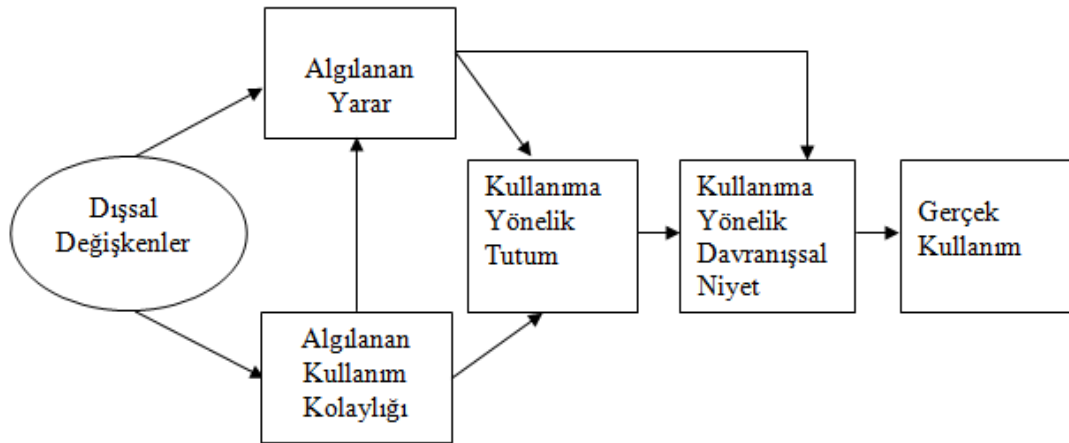 Algılanan
Yarar
Dışsal
Değişkenler
Kullanıma
Yönelik
Tutum
Kullanıma
Yönelik
Davranışsal
Niyet
Gerçek
Kullanım
Algılanan
Kullanım
Kolaylığı